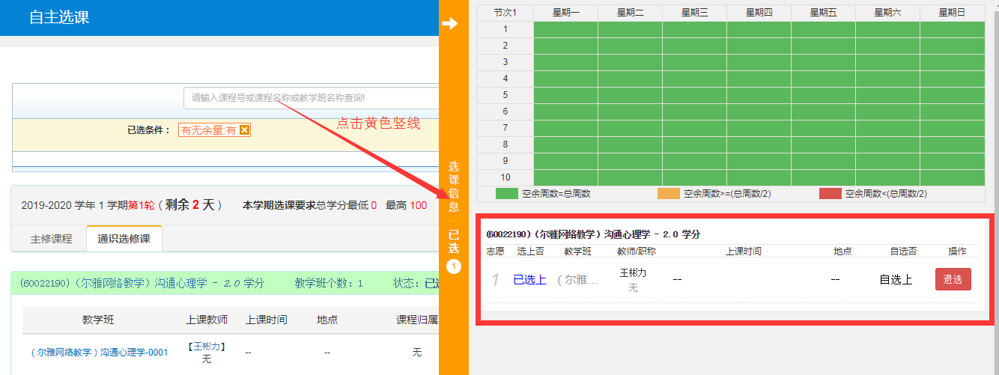 自主选课
请输入课程号或课程名称或教学班名称查询!
点击黄色竖线
已选条件： 有无余量:有
2019-2020 学年 1 学期第1轮（剩余 2 天） 本学期选课要求总学分最低 0 最高 100
主修课程 通识选修课
(60022190)（尔雅网络教学）沟通心理学 - 2.0 学分 教学班个数：1 状态：已
教学班 上课教师 上课时间 地点 课程归属
（尔雅网络教学）沟通心理学-0001 【王彬力】 -- -- 无
无
选课信息
已选
1
节次1 星期一 星期二 星期三 星期四 星期五 星期六 星期日
1
2
3
4
5
6
7
8
9
10
空余周数=总周数 空余周数>=(总周数/2) 空余周数<(总周数/2)
(60022190)（尔雅网络教学）沟通心理学 - 2.0 学分
志愿 选上否 教学班 教师/职称 上课时间 地点 自选否 操作
1 已选上 （尔雅... 王彬力 -- -- 自选上 退选
无